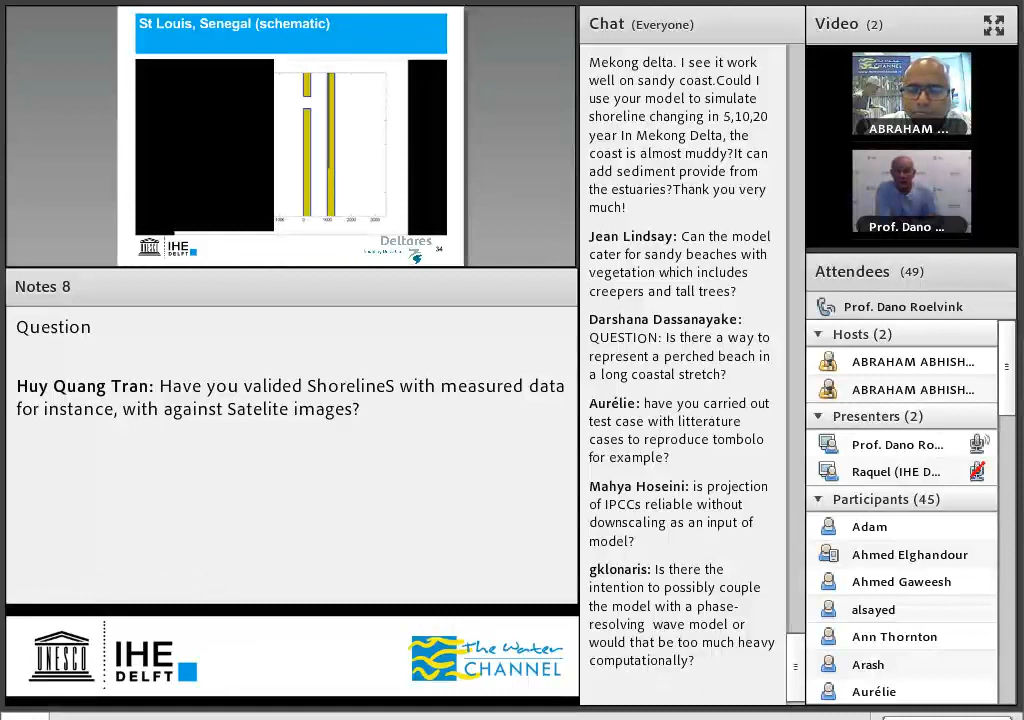 St Louis, Senegal (schematic)
0
1000
2000
3000
UNESCO
IHE
DELFT
Deltares
34
Notes 8
Question
Huy Quang Tran: Have you valided ShorelineS with measured data
for instance, with against Satelite images?
UNESCO
IHE
DELFT
the water
CHANNEL
Chat (Everyone)
Mekong delta. I see it work
well on sandy coast.Could I
use your model to simulate
shoreline changing in 5,10,20
year In Mekong Delta, the
coast is almost muddy?It can
add sediment provide from
the estuaries?Thank you very
much!
Jean Lindsay: Can the model
cater for sandy beaches with
vegetation which includes
creepers and tall trees?
Darshana Dassanayake:
QUESTION: Is there a way to
represent a perched beach in
a long coastal stretch?
Aurélie: have you carried out
test case with litterature
cases to reproduce tombolo
for example?
Mahya Hoseini: is projection
of IPCCs reliable without
downscaling as an input of
model?
gklonaris: Is there the
intention to possibly couple
the model with a phase-
resolving wave model or
would that be too much heavy
computationally?
Video (2)
CHANNEL
ABRAHAM ...
Prof. Dano ...
Attendees (49)
Prof. Dano Roelvink
Hosts (2)
ABRAHAM ABHISH...
ABRAHAM ABHISH...
Presenters (2)
Prof. Dano Ro...
Raquel (IHE D...
Participants (45)
Adam
Ahmed Elghandour
Ahmed Gaweesh
alsayed
Ann Thornton
Arash
Aurélie